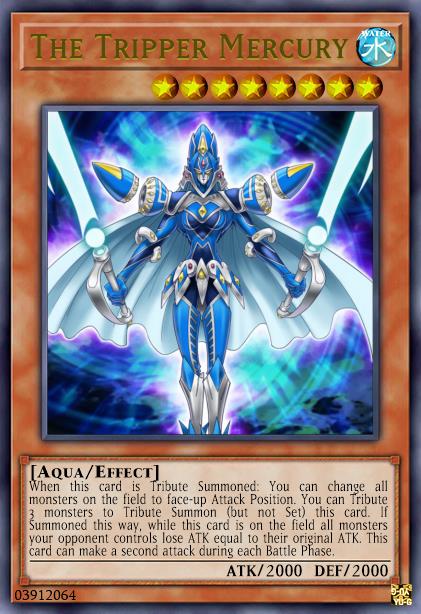 The Tripper Mercury
WATER
水
[Aqua/Effect]
When this card is Tribute Summoned: You can change all
monsters on the field to face-up Attack Position. You can Tribute
3 monsters to Tribute Summon (but not Set) this card. If
Summoned this way, while this card is on the field all monsters
your opponent controls lose ATK equal to their original ATK. This
card can make a second attack during each Battle Phase.
ATK/2000 DEF/2000
03912064